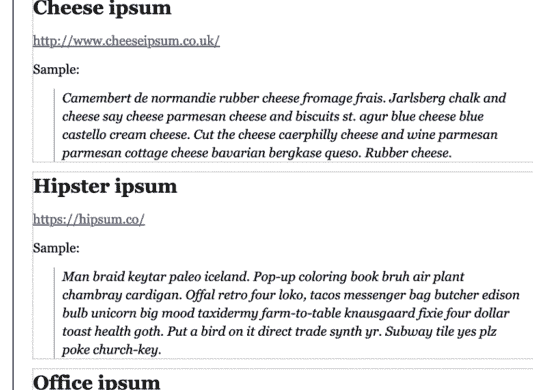 Cheese ipsum
http://www.cheeseipsum.co.uk/
Sample:
Camembert de normandie rubber cheese fromage frais. Jarlsberg chalk and
cheese say cheese parmesan cheese and biscuits st. agur blue cheese blue
castello cream cheese. Cut the cheese caerphilly cheese and wine parmesan
parmesan cottage cheese bavarian bergkase queso. Rubber cheese.
Hipster ipsum
https://hipsum.co/
Sample:
Man braid keytar paleo iceland. Pop-up coloring book bruh air plant
chambray cardigan. Offal retro four loko, tacos messenger bag butcher edison
bulb unicorn big mood taxidermy farm-to-table knausgaard fixie four dollar
toast health goth. Put a bird on it direct trade synth yr. Subway tile yes plz
poke church-key.
Office ipsum